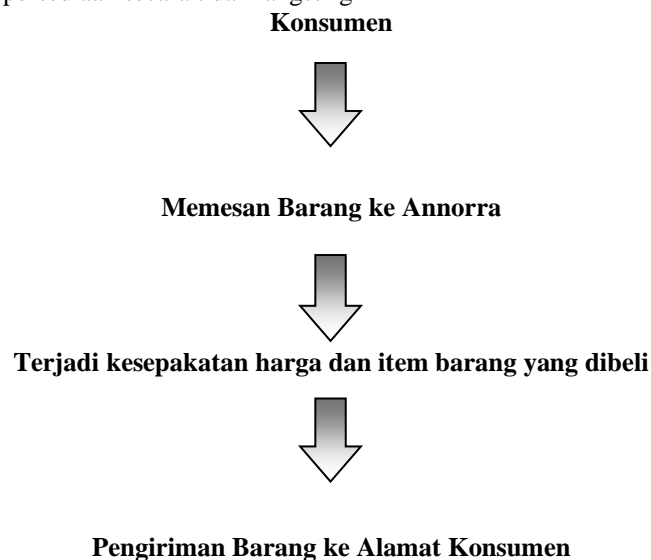 Konsumen
Memesan Barang ke Annorra
Terjadi kesepakatan harga dan item barang yang dibeli
Pengiriman Barang ke Alamat Konsumen